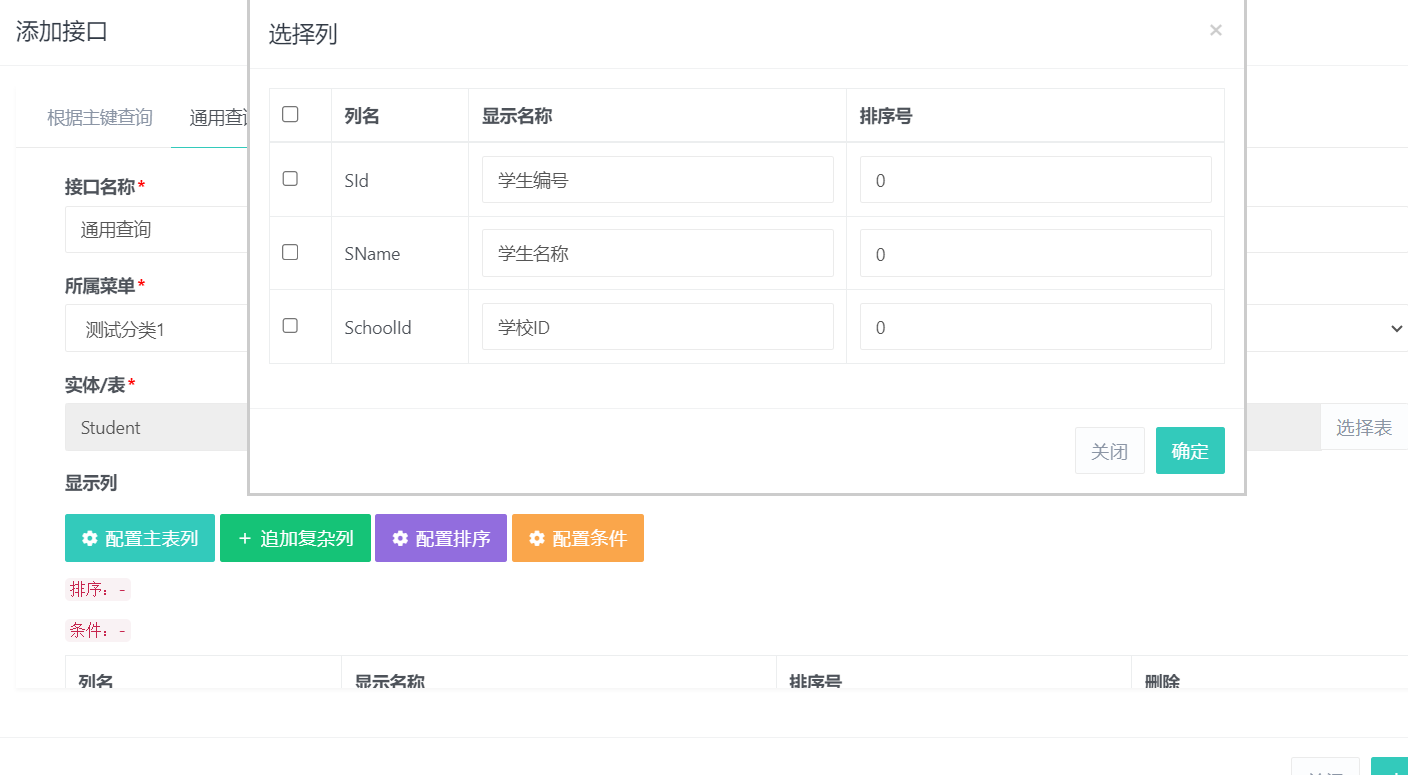 添加接口
选择列
×
根据主键查询
通用查询
列名 显示名称 排序号
SId 学生编号 0
SName 学生名称 0
SchoolId 学校ID 0
接口名称*
通用查询
所属菜单*
测试分类1
实体/表*
Student
选择表
关闭 确定
显示列
配置主表列 + 追加复杂列 配置排序 配置条件
排序: -
条件: -
列名 显示名称 排序号 删除